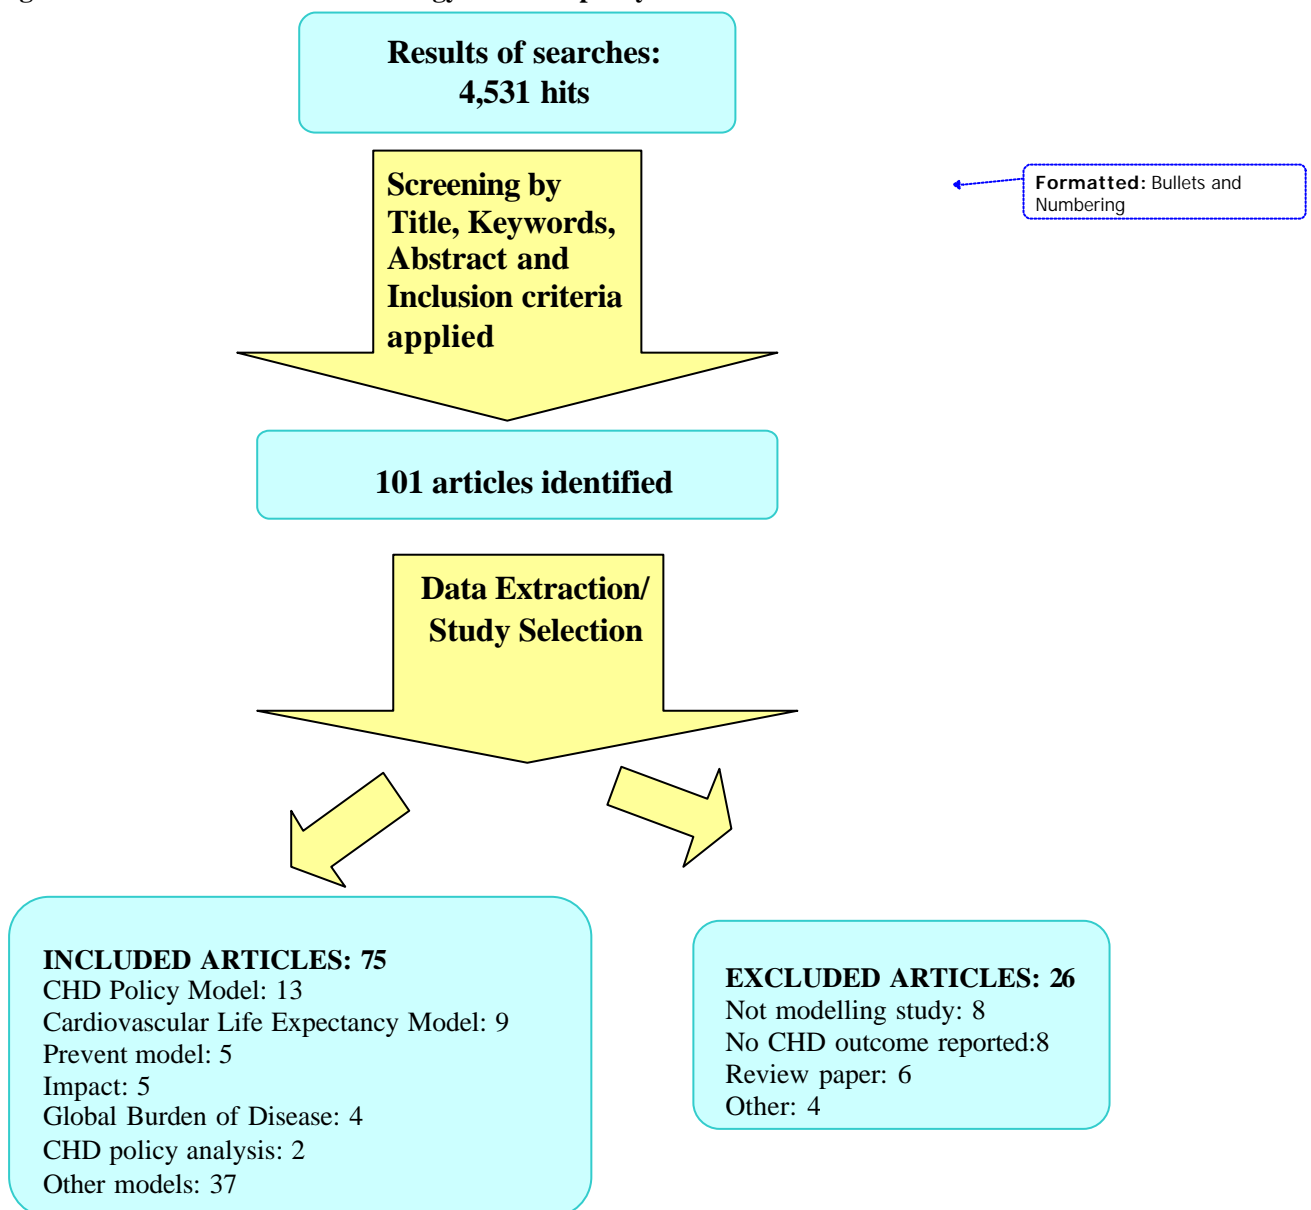 Results of searches:
4,531 hits
Screening by
Title, Keywords,
Abstract and
Inclusion criteria
applied
Formatted: Bullets and
Numbering
101 articles identified
Data Extraction/
Study Selection
INCLUDED ARTICLES: 75
CHD Policy Model: 13
Cardiovascular Life Expectancy Model: 9
Prevent model: 5
Impact: 5
Global Burden of Disease: 4
CHD policy analysis: 2
Other models: 37
EXCLUDED ARTICLES: 26
Not modelling study: 8
No CHD outcome reported:8
Review paper: 6
Other: 4